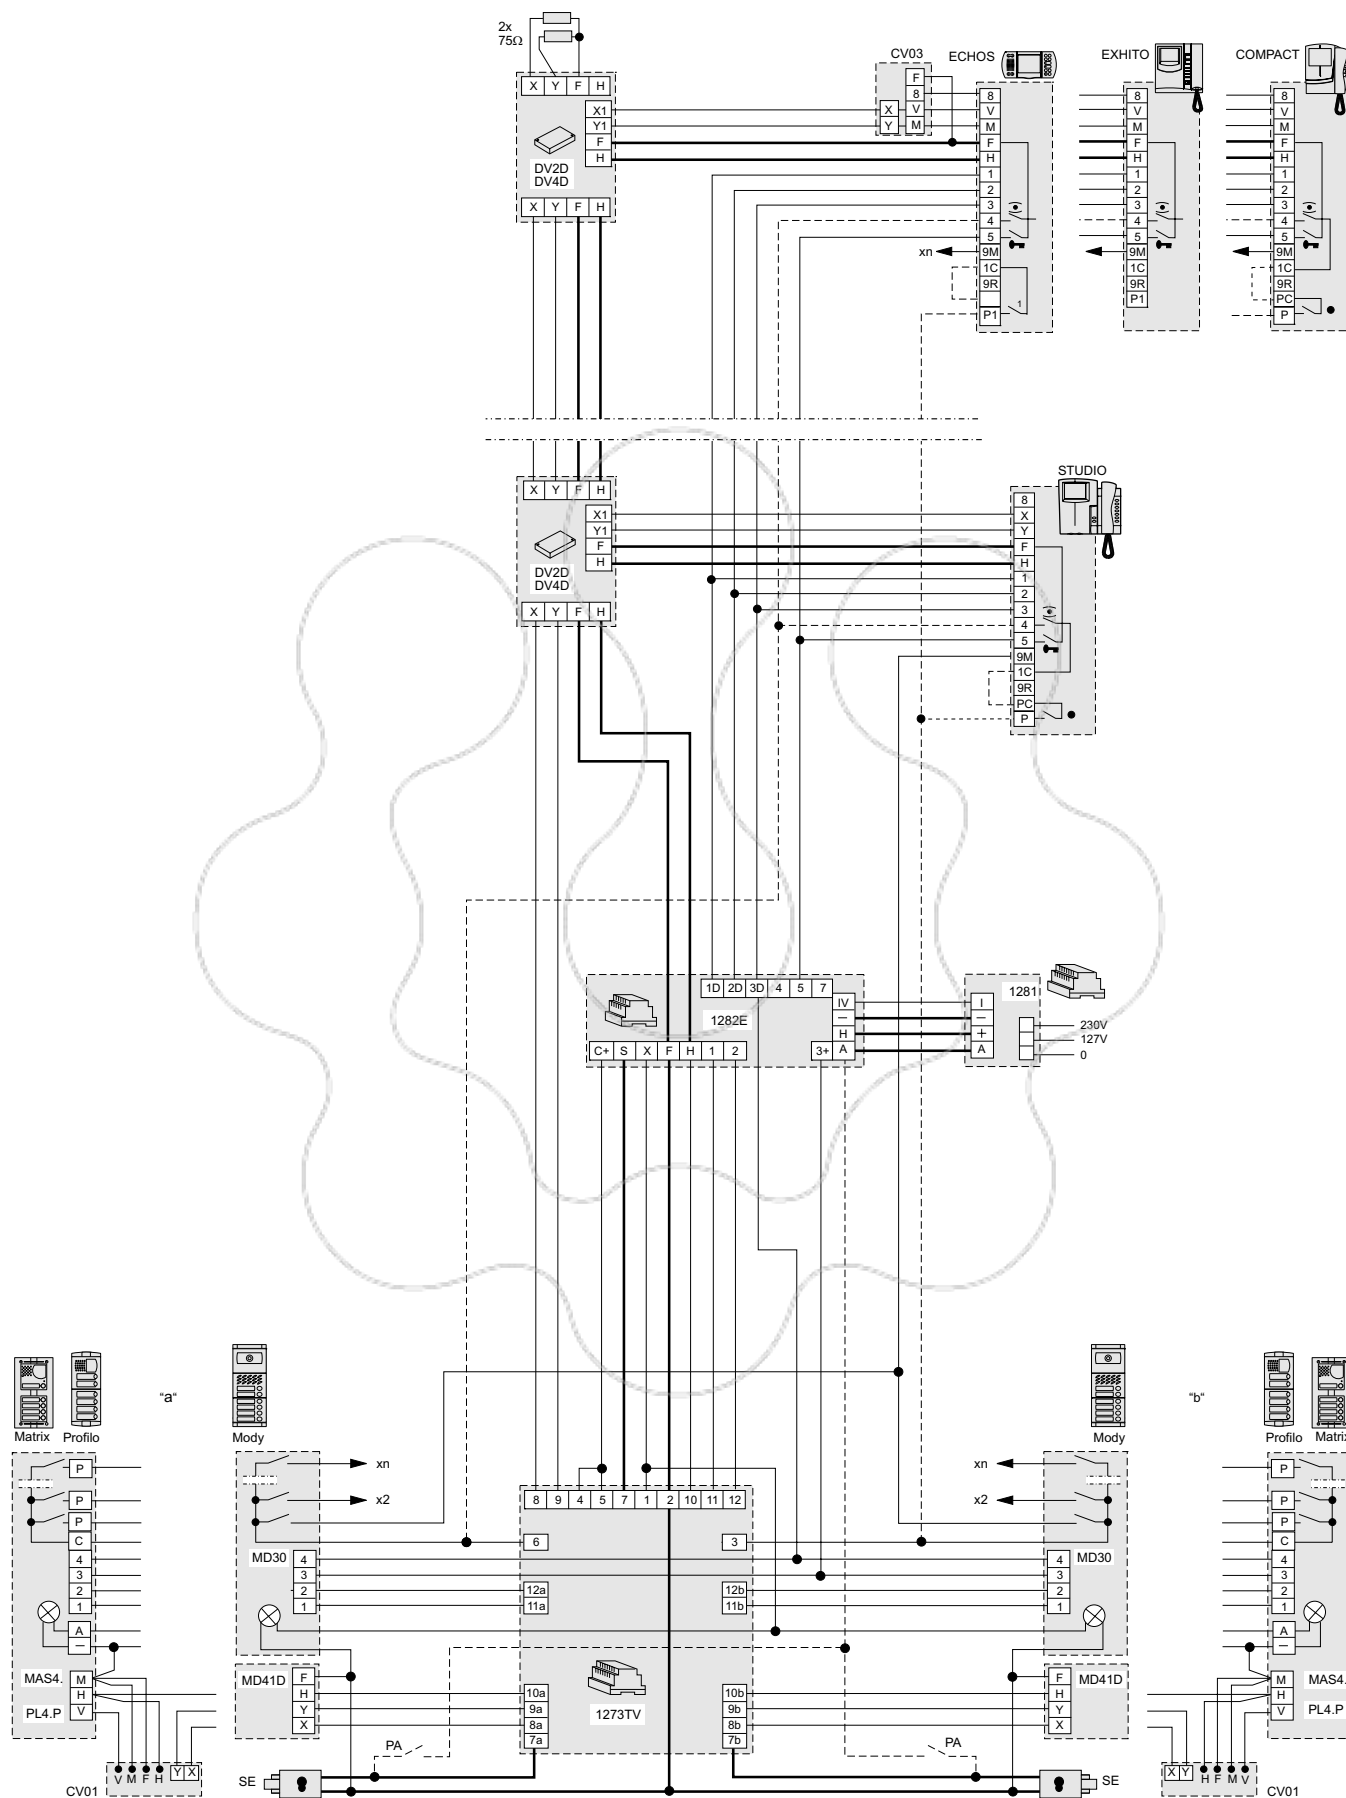 2x
75Ω
X Y F H
X1
Y1
F
H
DV2D
DV4D
X Y F H
CV03
F
8
X V
Y M
ECHOS
8
V
M
F
H
1
2
3
4
5
9M
1C
9R
P1
xn
1
EXHITO
8
V
M
F
H
1
2
3
4
5
9M
1C
9R
P1
COMPACT
8
V
M
F
H
1
2
3
4
5
9M
1C
9R
PC
P
X Y F H
X1
Y1
F
H
DV2D
DV4D
X Y F H
STUDIO
8
X
Y
F
H
1
2
3
4
5
9M
1C
9R
PC
P
1D 2D 3D 4 5 7
1282E
IV
—
H
A
C+ S X F H 1 2
3+
1281
I
—
+
A
230V
127V
0
Matrix Profilo
"a"
Mody
P
P
P
C
4
3
2
1
A
—
MAS4.
PL4.P
M
H
V
V M F H Y X
CV01
xn
x2
MD30
4
3
2
1
MD41D
F
H
Y
X
SE
PA
8 9 4 5 7 1 2 10 11 12
6 3
12a 12b
11a 11b
1273TV
10a 10b
9a 9b
8a 8b
7a 7b
PA
SE
"b"
Mody
Profilo Matrix
xn
x2
MD30
4
3
2
1
MD41D
F
H
Y
X
P
P
P
C
4
3
2
1
A
—
M
H
V
MAS4.
PL4.P
X Y H F M V
CV01